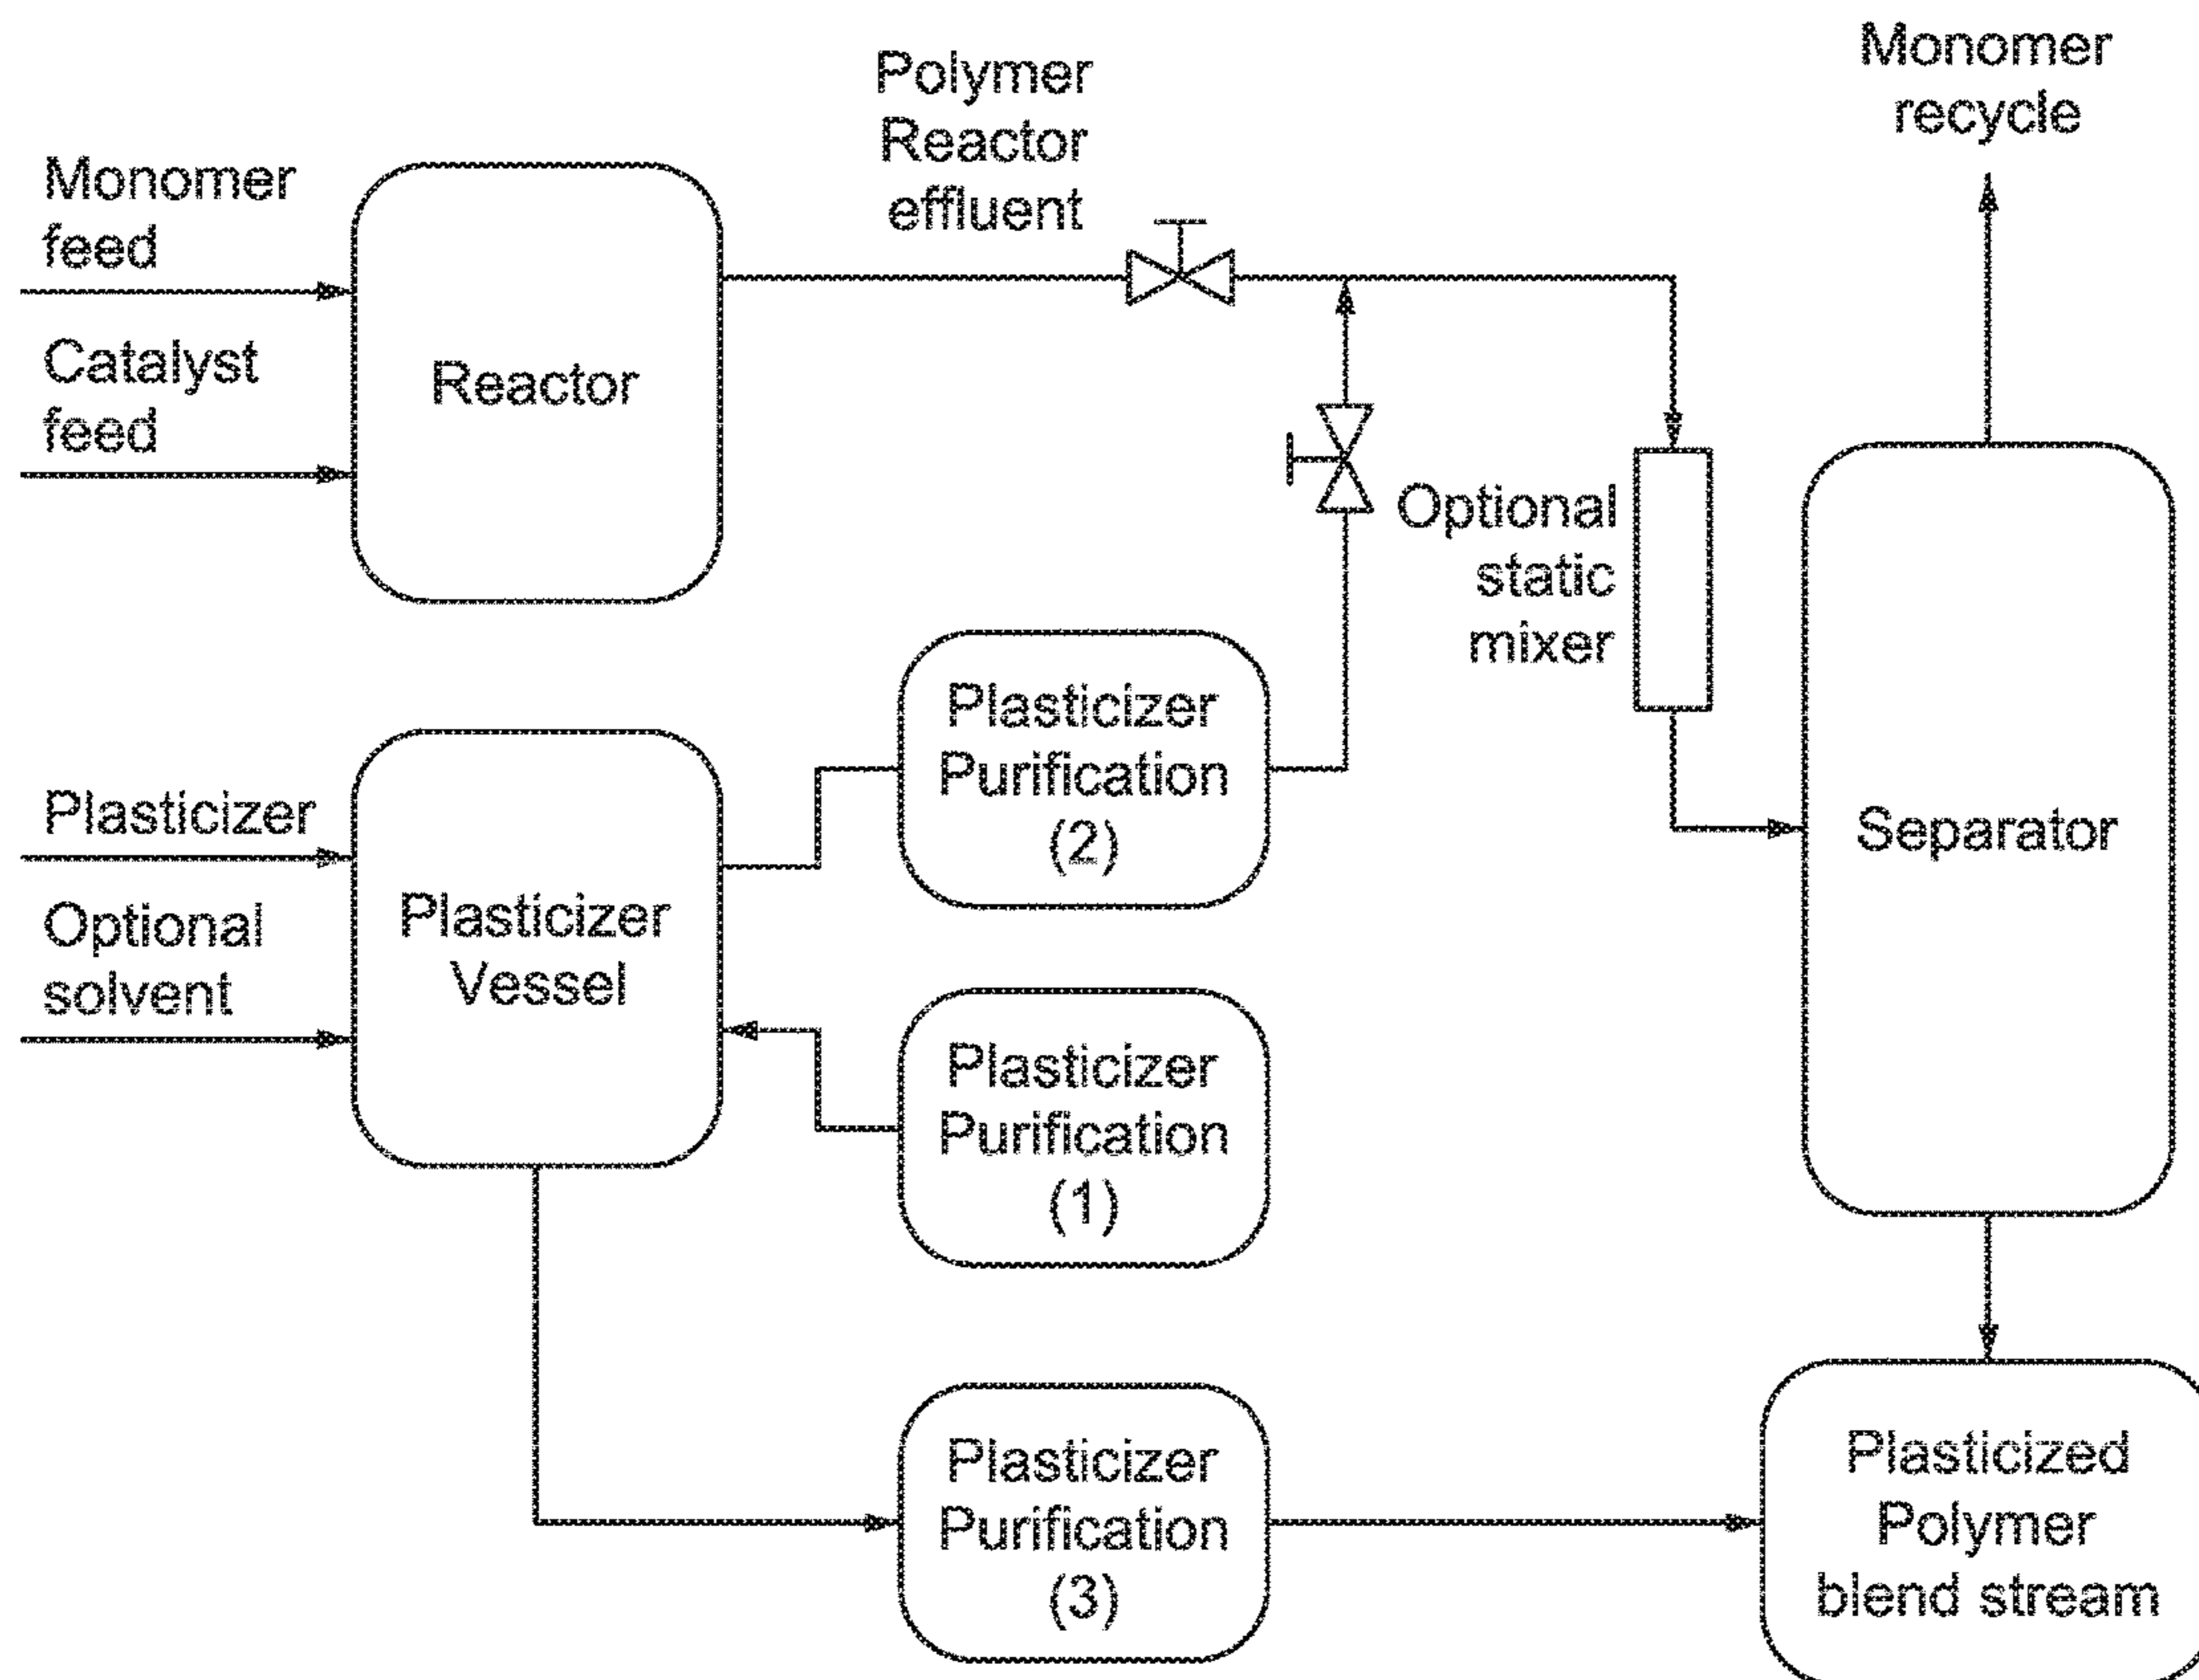 Monomer
recycle
Polymer
Reactor
effluent
Monomer
feed
Catalyst
feed
Reactor
Optional
static
mixer
Separator
Plasticizer
Purification
(2)
Plasticizer
Optional
solvent
Plasticizer
Vessel
Plasticizer
Purification
(1)
Plasticizer
Purification
(3)
Plasticized
Polymer
blend stream